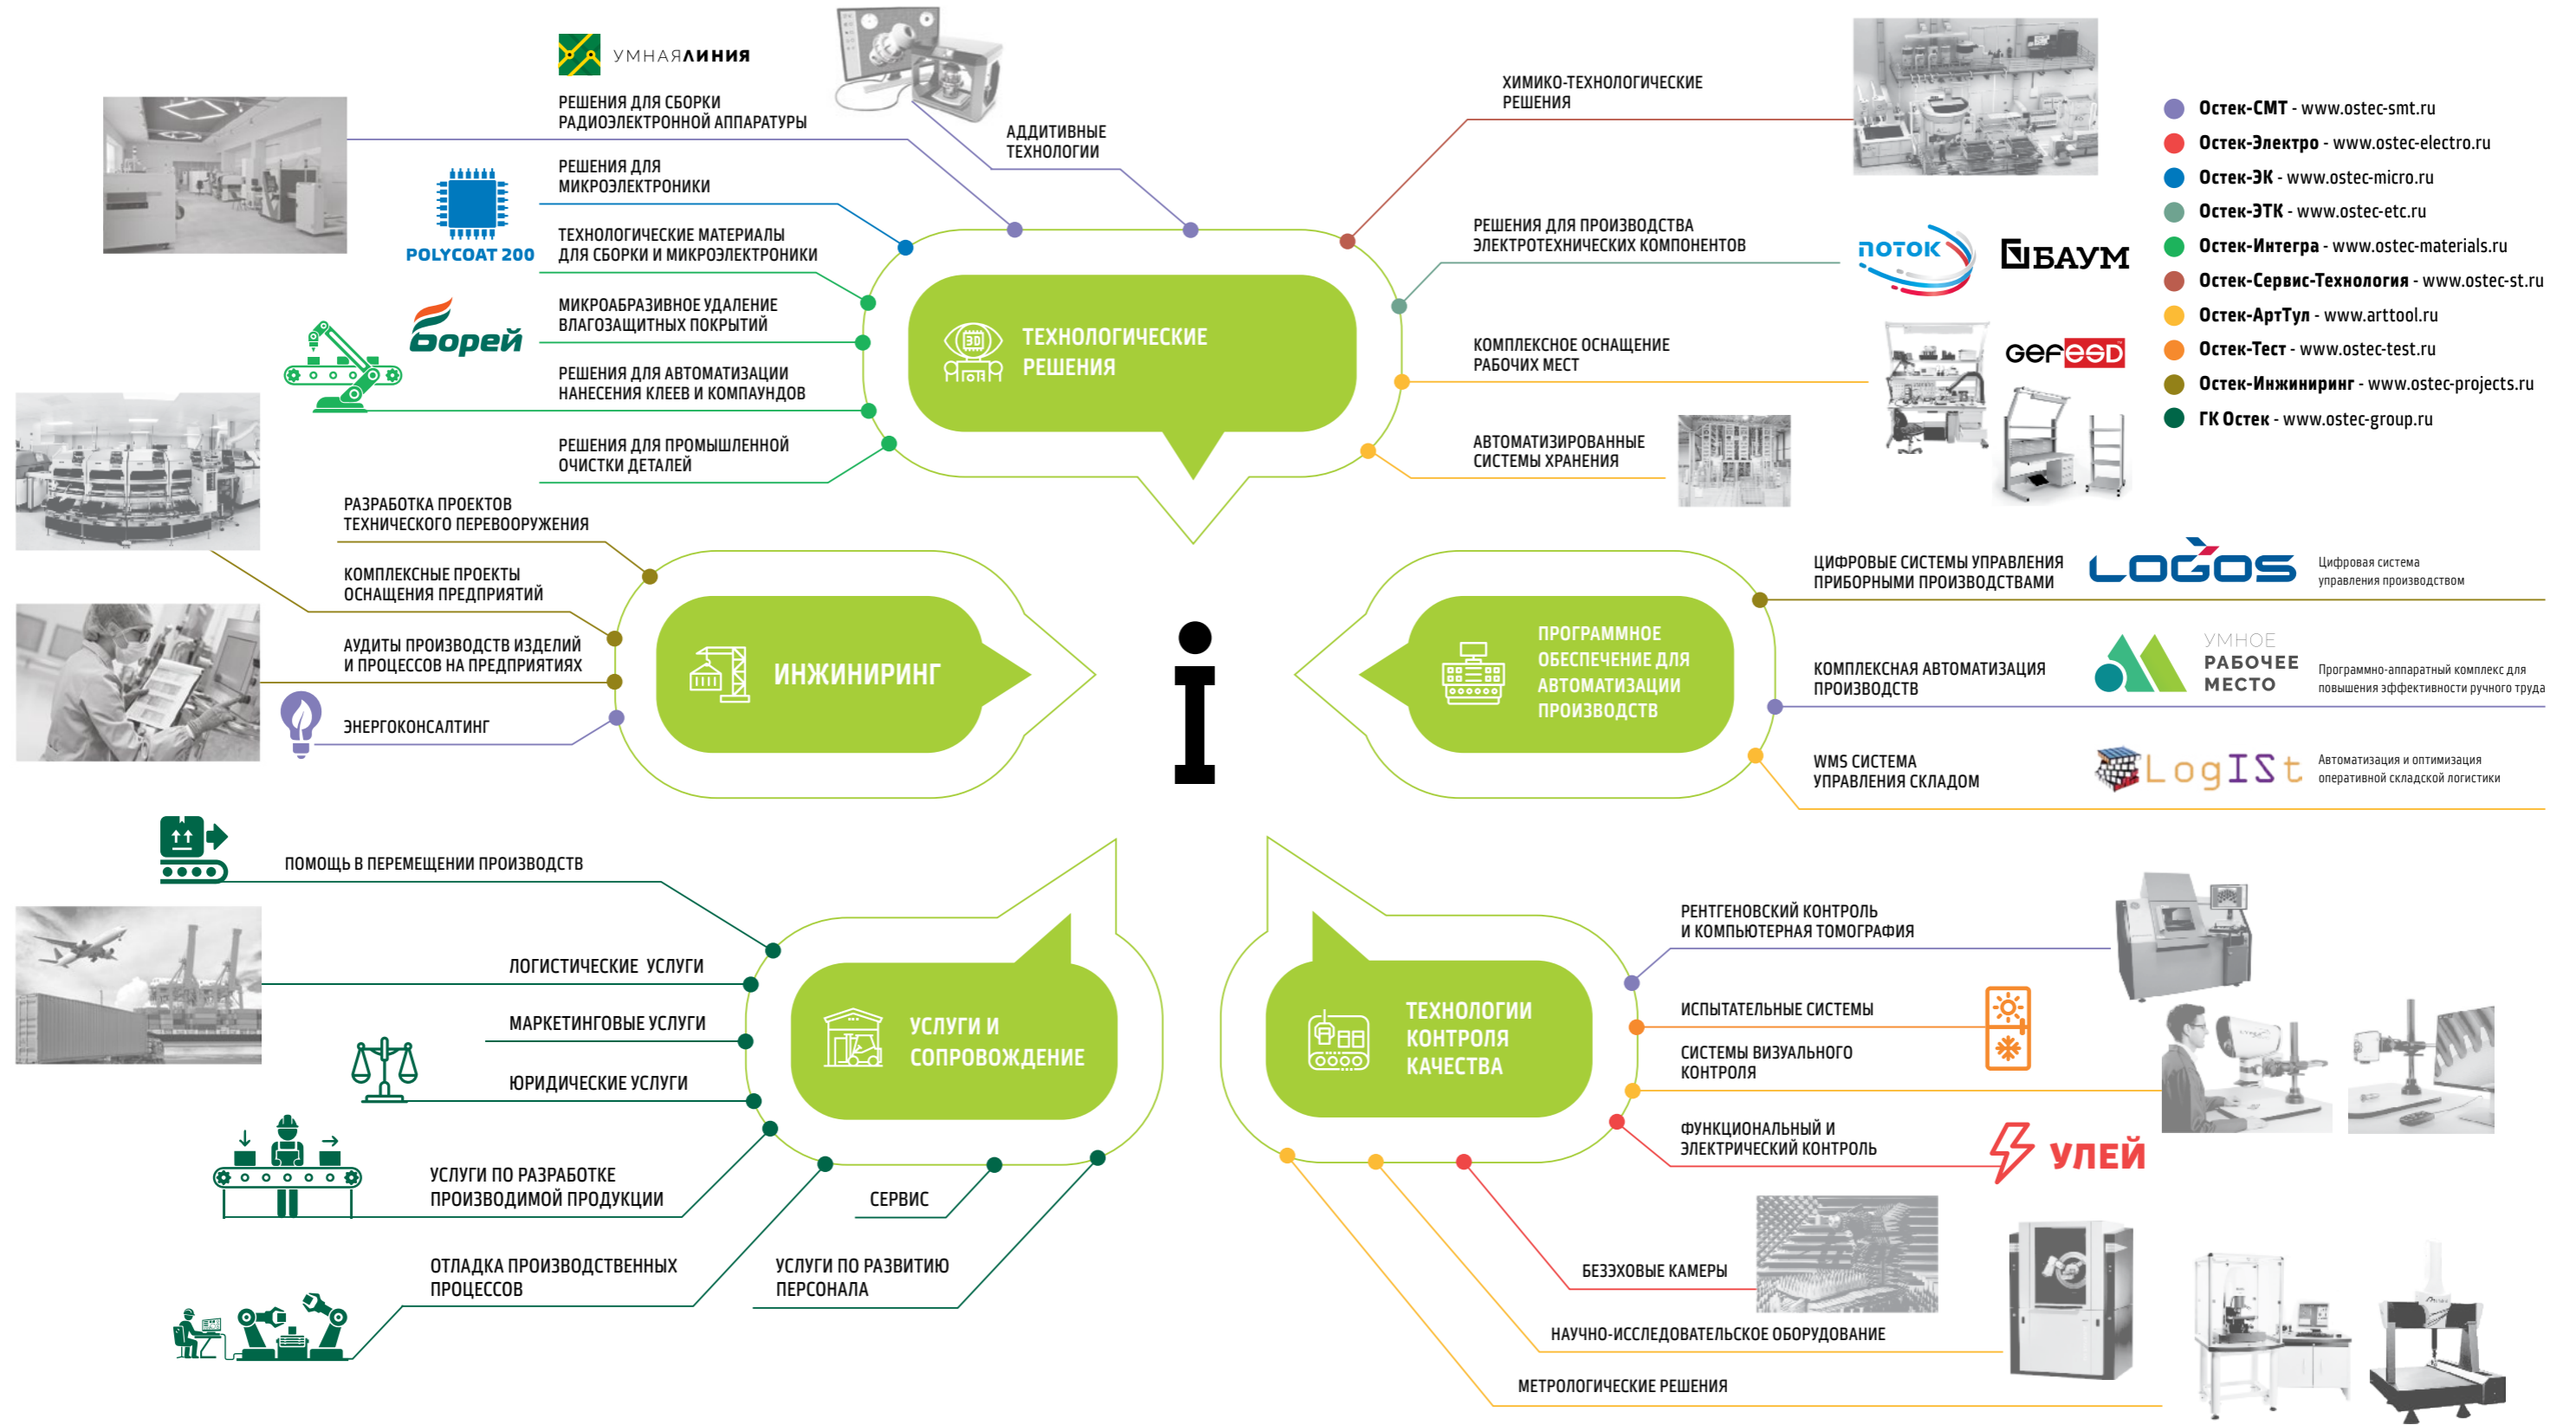 УМНАЯЛИНИЯ
РЕШЕНИЯ ДЛЯ СБОРКИ
РАДИОЭЛЕКТРОННОЙ АППАРАТУРЫ
АДДИТИВНЫЕ
ТЕХНОЛОГИИ
РЕШЕНИЯ ДЛЯ
МИКРОЭЛЕКТРОНИКИ
POLYCOAT 200
ТЕХНОЛОГИЧЕСКИЕ МАТЕРИАЛЫ
ДЛЯ СБОРКИ И МИКРОЭЛЕКТРОНИКИ
Борей
МИКРОАБРАЗИВНОЕ УДАЛЕНИЕ
ВЛАГОЗАЩИТНЫХ ПОКРЫТИЙ
РЕШЕНИЯ ДЛЯ АВТОМАТИЗАЦИИ
НАНЕСЕНИЯ КЛЕЕВ И КОМПАУНДОВ
РЕШЕНИЯ ДЛЯ ПРОМЫШЛЕННОЙ
ОЧИСТКИ ДЕТАЛЕЙ
3D
ТЕХНОЛОГИЧЕСКИЕ
РЕШЕНИЯ
ХИМИКО-ТЕХНОЛОГИЧЕСКИЕ
РЕШЕНИЯ
РЕШЕНИЯ ДЛЯ ПРОИЗВОДСТВА
ЭЛЕКТРОТЕХНИЧЕСКИХ КОМПОНЕНТОВ
ПОТОК
БАУМ
КОМПЛЕКСНОЕ ОСНАЩЕНИЕ
РАБОЧИХ МЕСТ
GEFESD
АВТОМАТИЗИРОВАННЫЕ
СИСТЕМЫ ХРАНЕНИЯ
Остек-СМТ - www.ostec-smt.ru
Остек-Электро - www.ostec-electro.ru
Остек-ЭК - www.ostec-micro.ru
Остек-ЭТК - www.ostec-etc.ru
Остек-Интегра - www.ostec-materials.ru
Остек-Сервис-Технология - www.ostec-st.ru
Остек-АртТул - www.arttool.ru
Остек-Тест - www.ostec-test.ru
Остек-Инжиниринг - www.ostec-projects.ru
ГК Остек - www.ostec-group.ru
РАЗРАБОТКА ПРОЕКТОВ
ТЕХНИЧЕСКОГО ПЕРЕВООРУЖЕНИЯ
КОМПЛЕКСНЫЕ ПРОЕКТЫ
ОСНАЩЕНИЯ ПРЕДПРИЯТИЙ
АУДИТЫ ПРОИЗВОДСТВ ИЗДЕЛИЙ
И ПРОЦЕССОВ НА ПРЕДПРИЯТИЯХ
ЭНЕРГОКОНСАЛТИНГ
ИНЖИНИРИНГ
i
ПРОГРАММНОЕ
ОБЕСПЕЧЕНИЕ ДЛЯ
АВТОМАТИЗАЦИИ
ПРОИЗВОДСТВ
ЦИФРОВЫЕ СИСТЕМЫ УПРАВЛЕНИЯ
ПРИБОРНЫМИ ПРОИЗВОДСТВАМИ
LOGOS
Цифровая система
управления производством
КОМПЛЕКСНАЯ АВТОМАТИЗАЦИЯ
ПРОИЗВОДСТВ
УМНОЕ
РАБОЧЕЕ
МЕСТО
Программно-аппаратный комплекс для
повышения эффективности ручного труда
WMS СИСТЕМА
УПРАВЛЕНИЯ СКЛАДОМ
LogISt
Автоматизация и оптимизация
оперативной складской логистики
ПОМОЩЬ В ПЕРЕМЕЩЕНИИ ПРОИЗВОДСТВ
ЛОГИСТИЧЕСКИЕ УСЛУГИ
МАРКЕТИНГОВЫЕ УСЛУГИ
ЮРИДИЧЕСКИЕ УСЛУГИ
УСЛУГИ ПО РАЗРАБОТКЕ
ПРОИЗВОДИМОЙ ПРОДУКЦИИ
ОТЛАДКА ПРОИЗВОДСТВЕННЫХ
ПРОЦЕССОВ
СЕРВИС
УСЛУГИ ПО РАЗВИТИЮ
ПЕРСОНАЛА
УСЛУГИ И
СОПРОВОЖДЕНИЕ
ТЕХНОЛОГИИ
КОНТРОЛЯ
КАЧЕСТВА
РЕНТГЕНОВСКИЙ КОНТРОЛЬ
И КОМПЬЮТЕРНАЯ ТОМОГРАФИЯ
ИСПЫТАТЕЛЬНЫЕ СИСТЕМЫ
СИСТЕМЫ ВИЗУАЛЬНОГО
КОНТРОЛЯ
ФУНКЦИОНАЛЬНЫЙ И
ЭЛЕКТРИЧЕСКИЙ КОНТРОЛЬ
УЛЕЙ
БЕЗЭХОВЫЕ КАМЕРЫ
НАУЧНО-ИССЛЕДОВАТЕЛЬСКОЕ ОБОРУДОВАНИЕ
МЕТРОЛОГИЧЕСКИЕ РЕШЕНИЯ